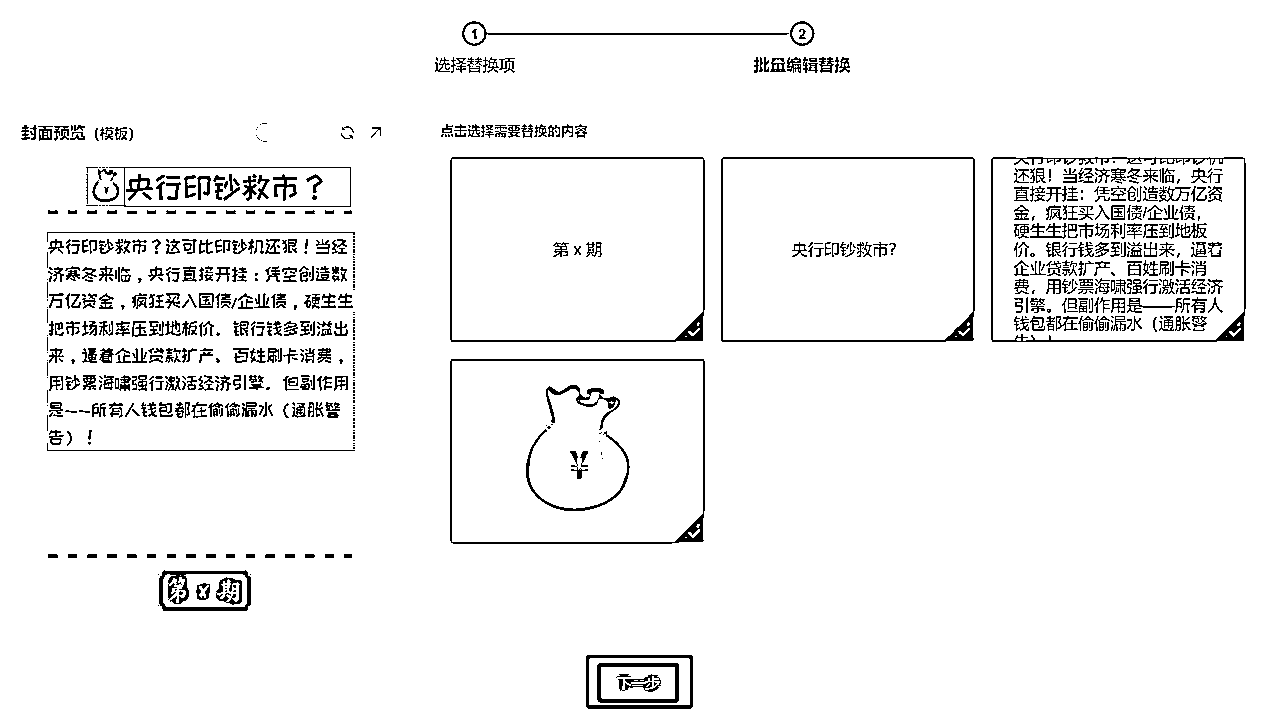 1
2
选择替换项
批量编辑替换
封面预览（模板）
点击选择需要替换的内容
央行印钞救市？
央行印钞救市？这可比印钞机还狠！当经
济寒冬来临，央行直接开挂：凭空创造数
万亿资金，疯狂买入国债/企业债，硬生生
把市场利率压到地板价。银行钱多到溢出
来，逼着企业贷款扩产、百姓刷卡消费，
用钞票海啸强行激活经济引擎。但副作用
是——所有人钱包都在偷偷漏水（通胀警
告）！
第 x 期
第 x 期
央行印钞救市?
央行印钞救市？这可比印钞机
还狠！当经济寒冬来临，央行
直接开挂：凭空创造数万亿资
金，疯狂买入国债/企业债，
硬生生把市场利率压到地板
价。银行钱多到溢出来，逼着
企业贷款扩产、百姓刷卡消
费，用钞票海啸强行激活经济
引擎。但副作用是——所有人
钱包都在偷偷漏水（通胀警
告）！
¥
下一步